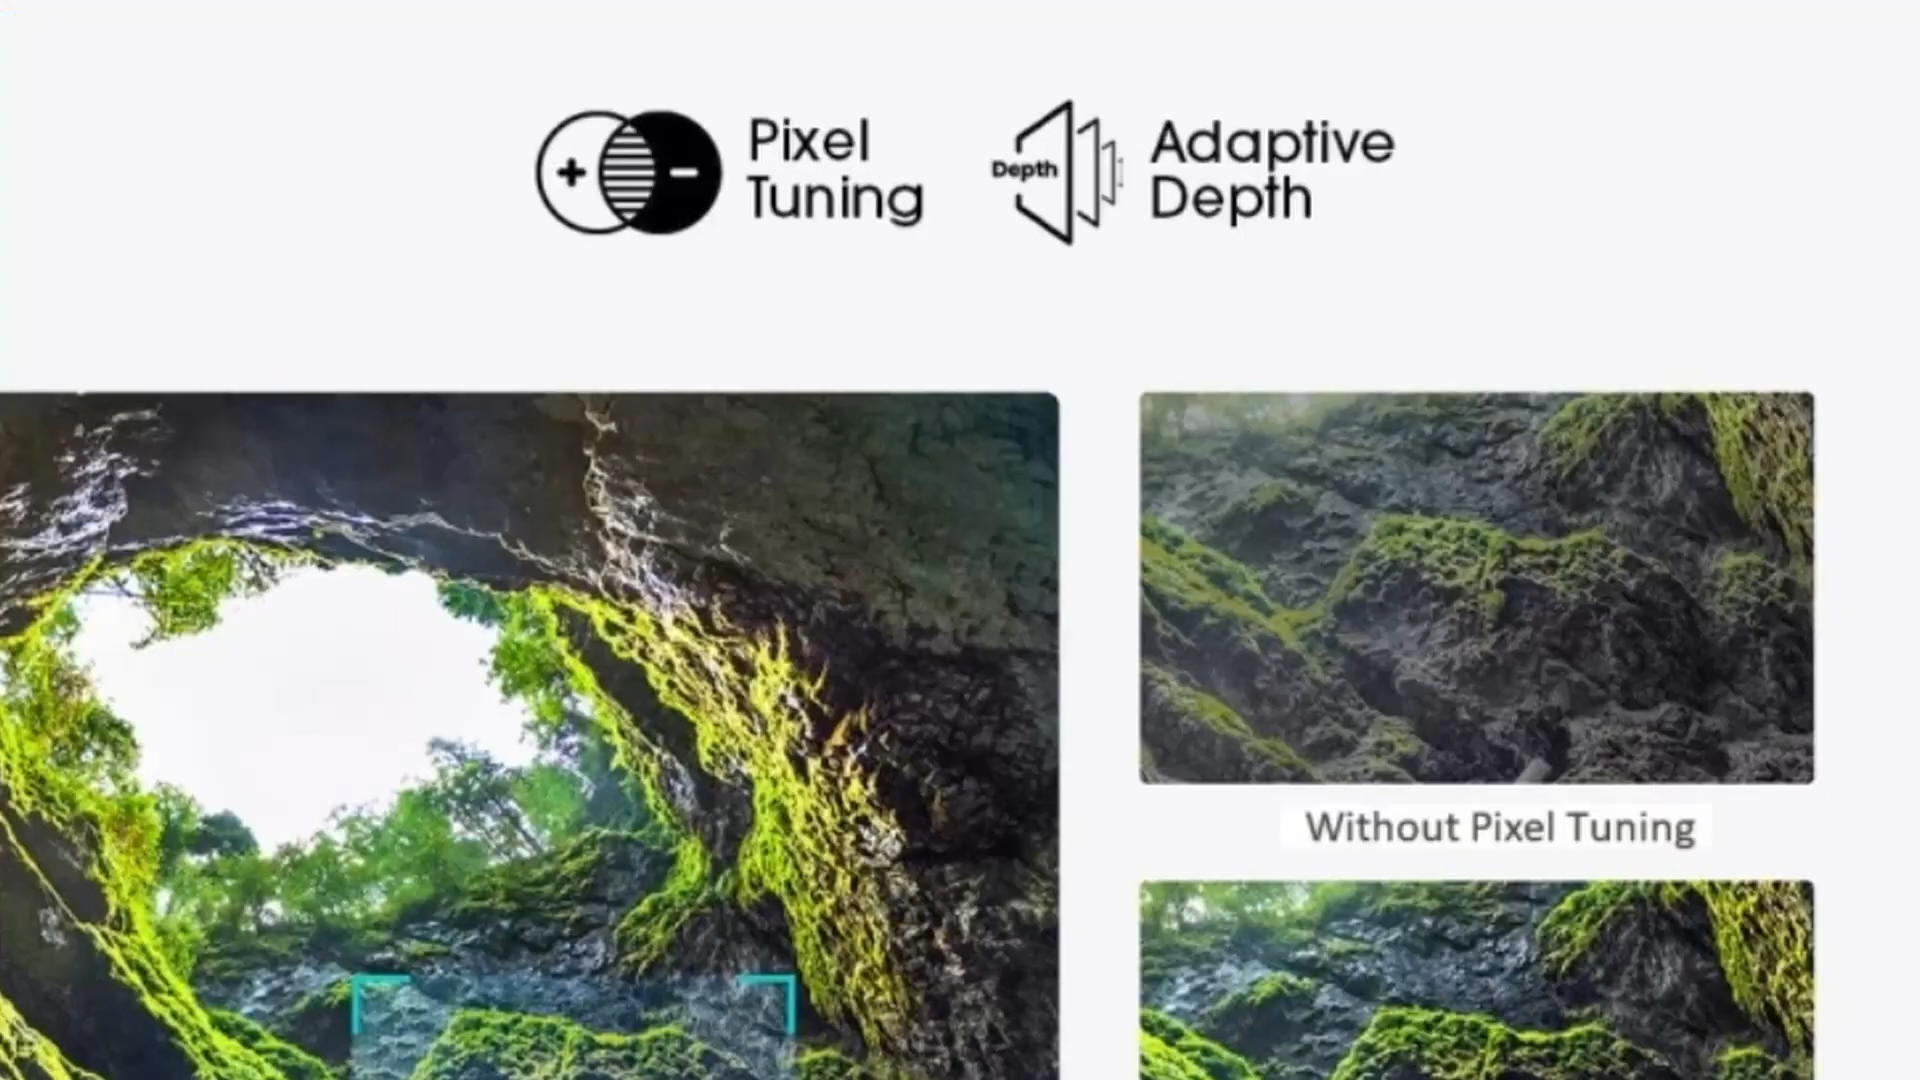 Pixel
Tuning
Depth
Adaptive
Depth
Without Pixel Tuning